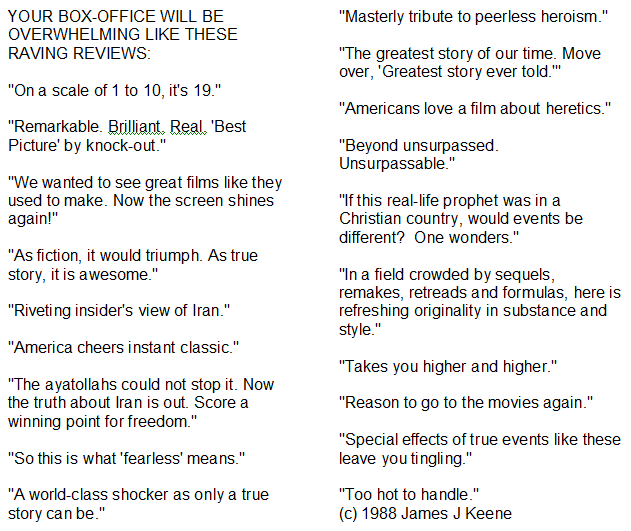 YOUR BOX-OFFICE WILL BE
OVERWHELMING LIKE THESE
RAVING REVIEWS:
"On a scale of 1 to 10, it's 19."
"Remarkable. Brilliant. Real. 'Best
Picture' by knock-out."
"We wanted to see great films like they
used to make. Now the screen shines
again!"
"As fiction, it would triumph. As true
story, it is awesome."
"Riveting insider's view of Iran."
"America cheers instant classic."
"The ayatollahs could not stop it. Now
the truth about Iran is out. Score a
winning point for freedom."
"So this is what 'fearless' means."
"A world-class shocker as only a true
story can be."
"Masterly tribute to peerless heroism."
"The greatest story of our time. Move
over, 'Greatest story ever told.'"
"Americans love a film about heretics."
"Beyond unsurpassed.
Unsurpassable."
"If this real-life prophet was in a
Christian country, would events be
different?  One wonders."
"In a field crowded by sequels,
remakes, retreads and formulas, here is
refreshing originality in substance and
style."
"Takes you higher and higher."
"Reason to go to the movies again."
"Special effects of true events like these
leave you tingling."
"Too hot to handle."
(c) 1988 James J Keene